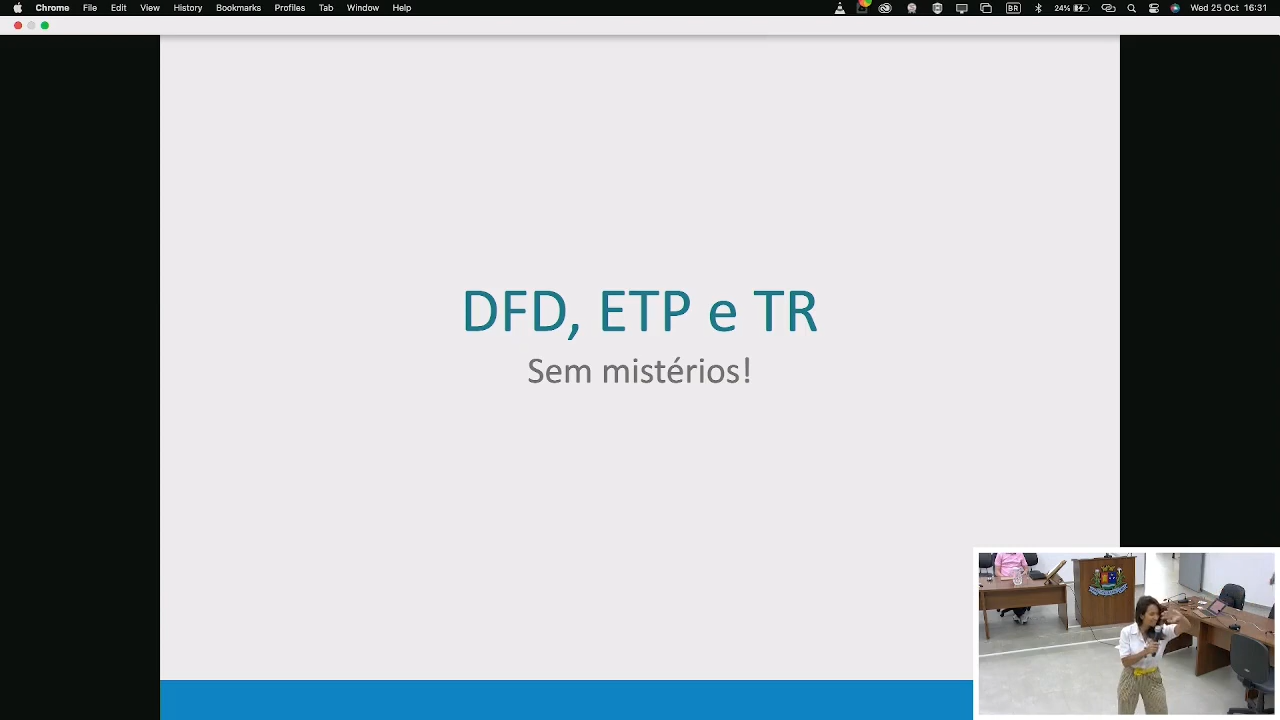 Chrome File Edit View History Bookmarks Profiles Tab Window Help BR 24% Wed 25 Oct 16:31
DFD, ETP e TR
Sem mistérios!